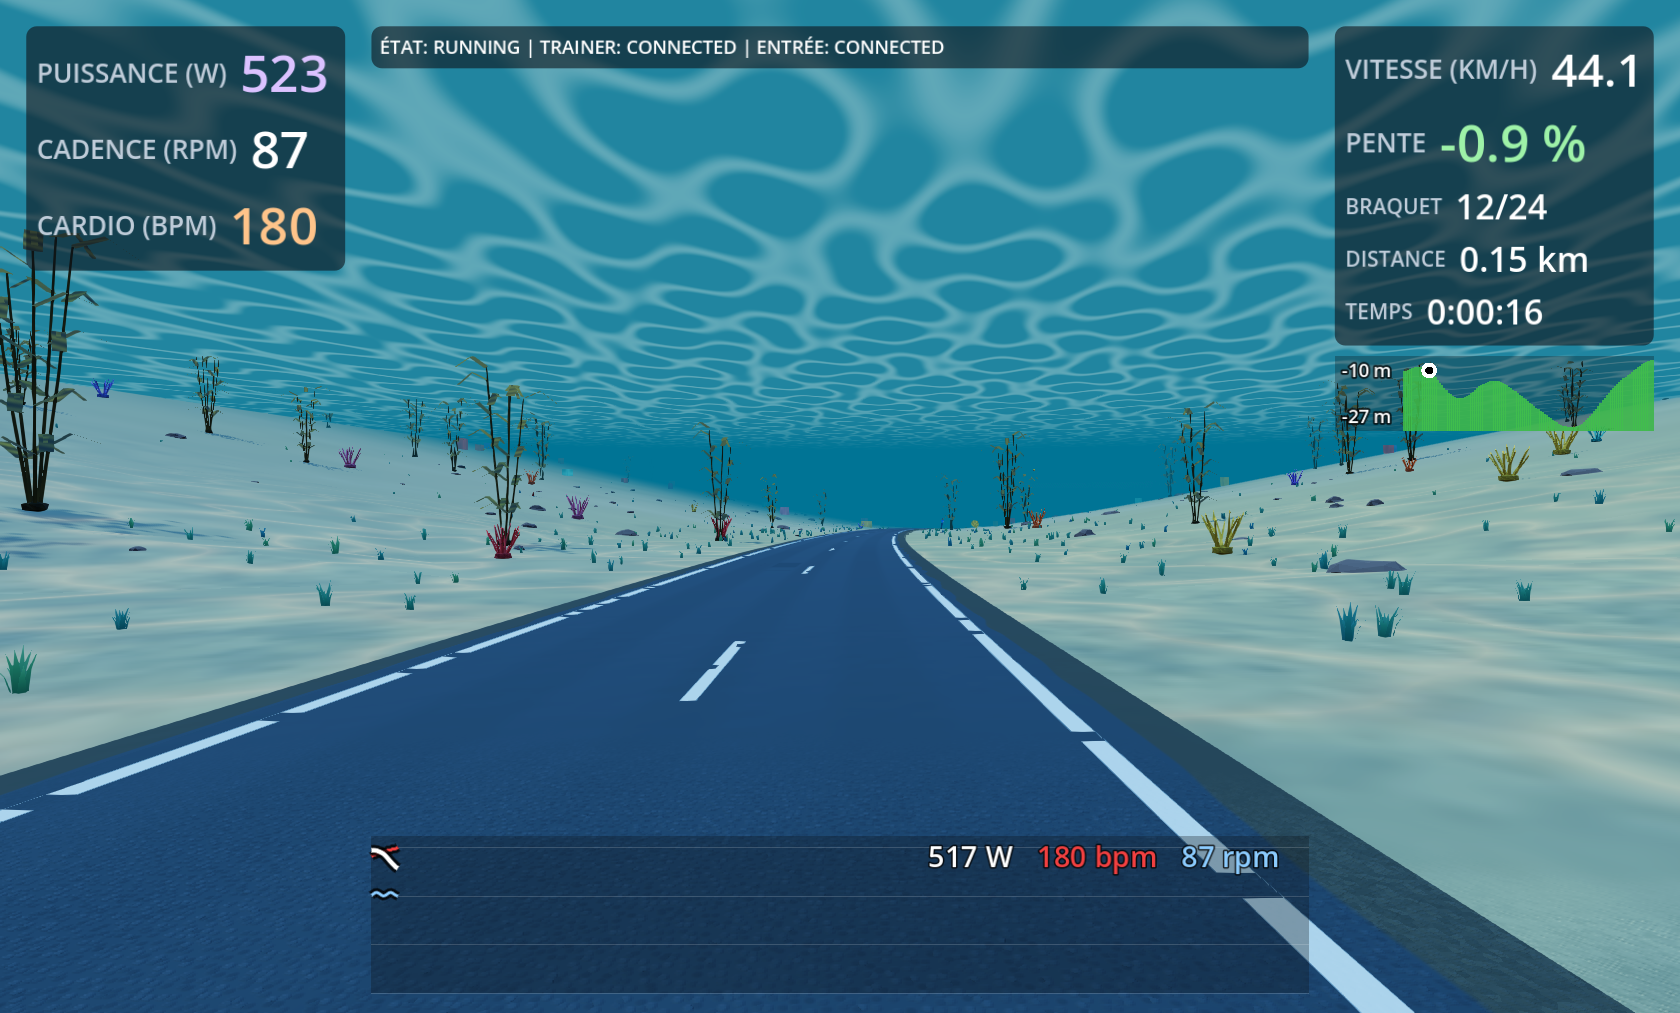 PUISSANCE (W) 523
CADENCE (RPM) 87
CARDIO (BPM) 180
ÉTAT: RUNNING | TRAINER: CONNECTED | ENTRÉE: CONNECTED
VITESSE (KM/H) 44.1
PENTE -0.9 %
BRAQUET 12/24
DISTANCE 0.15 km
TEMPS 0:00:16
-10 m
-27 m
517 W 180 bpm 87 rpm